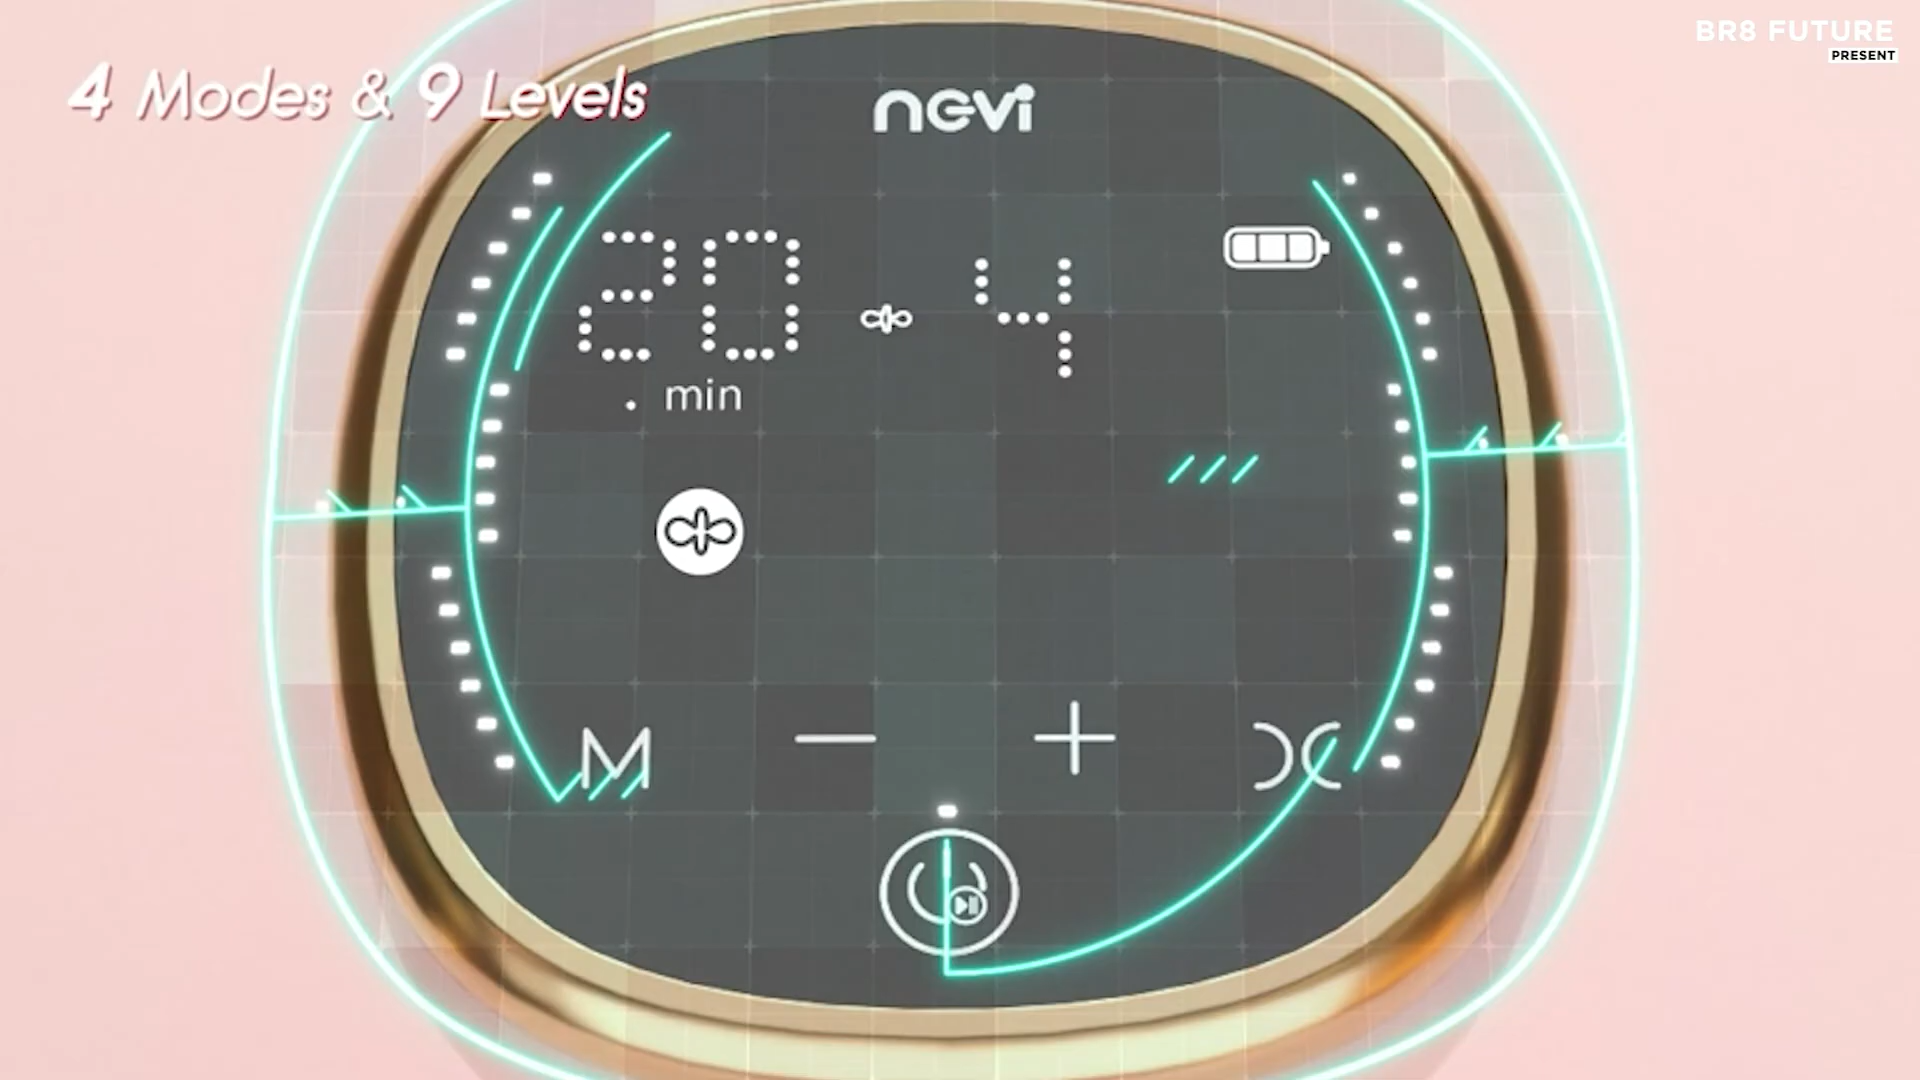 BR8 FUTURE
PRESENT
4 Modes & 9 Levels
nevi
20 4
min
M